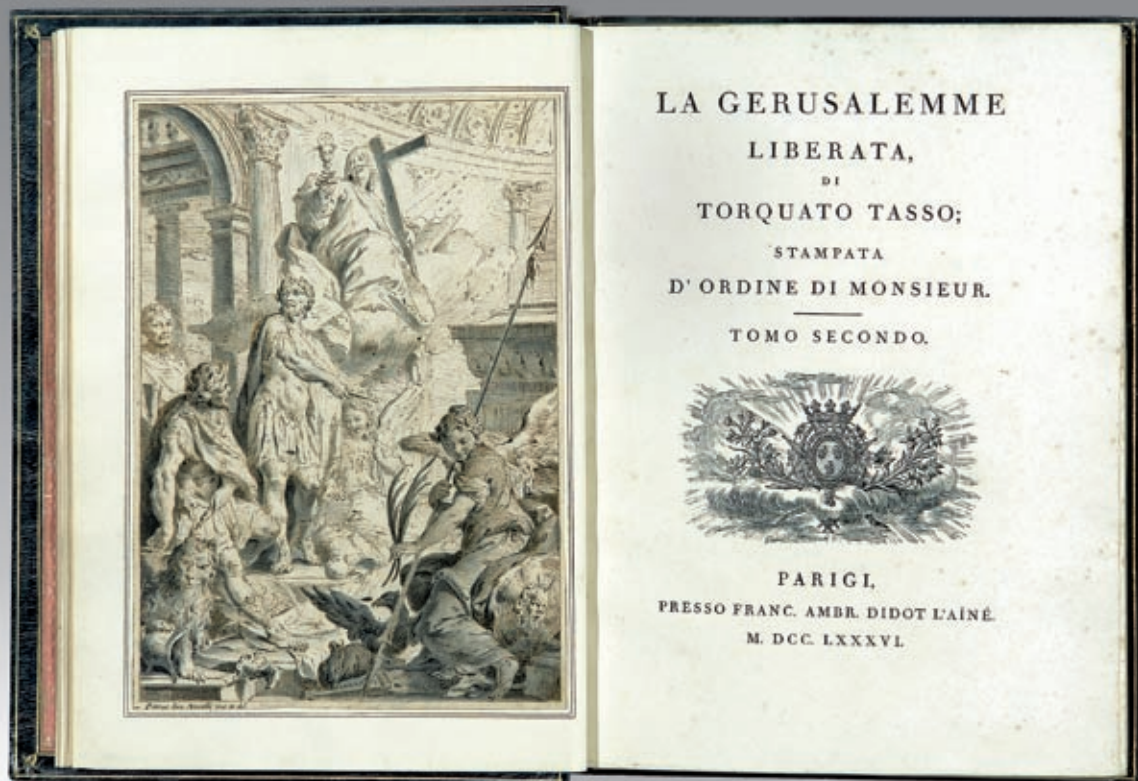 LA GERUSALEMME
LIBERATA,
DI
TORQUATO TASSO;
STAMPATA
D' ORDINE DI MONSIEUR.
TOMO SECONDO.
PARIGI,
PRESSO FRANC. AMBR. DIDOT L'AÎNÉ.
M. DCC. LXXXVI.